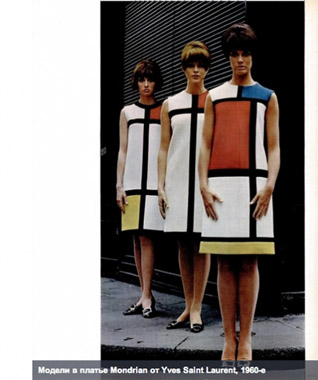 Модели в платье Mondrian от Yves Saint Laurent, 1960-е